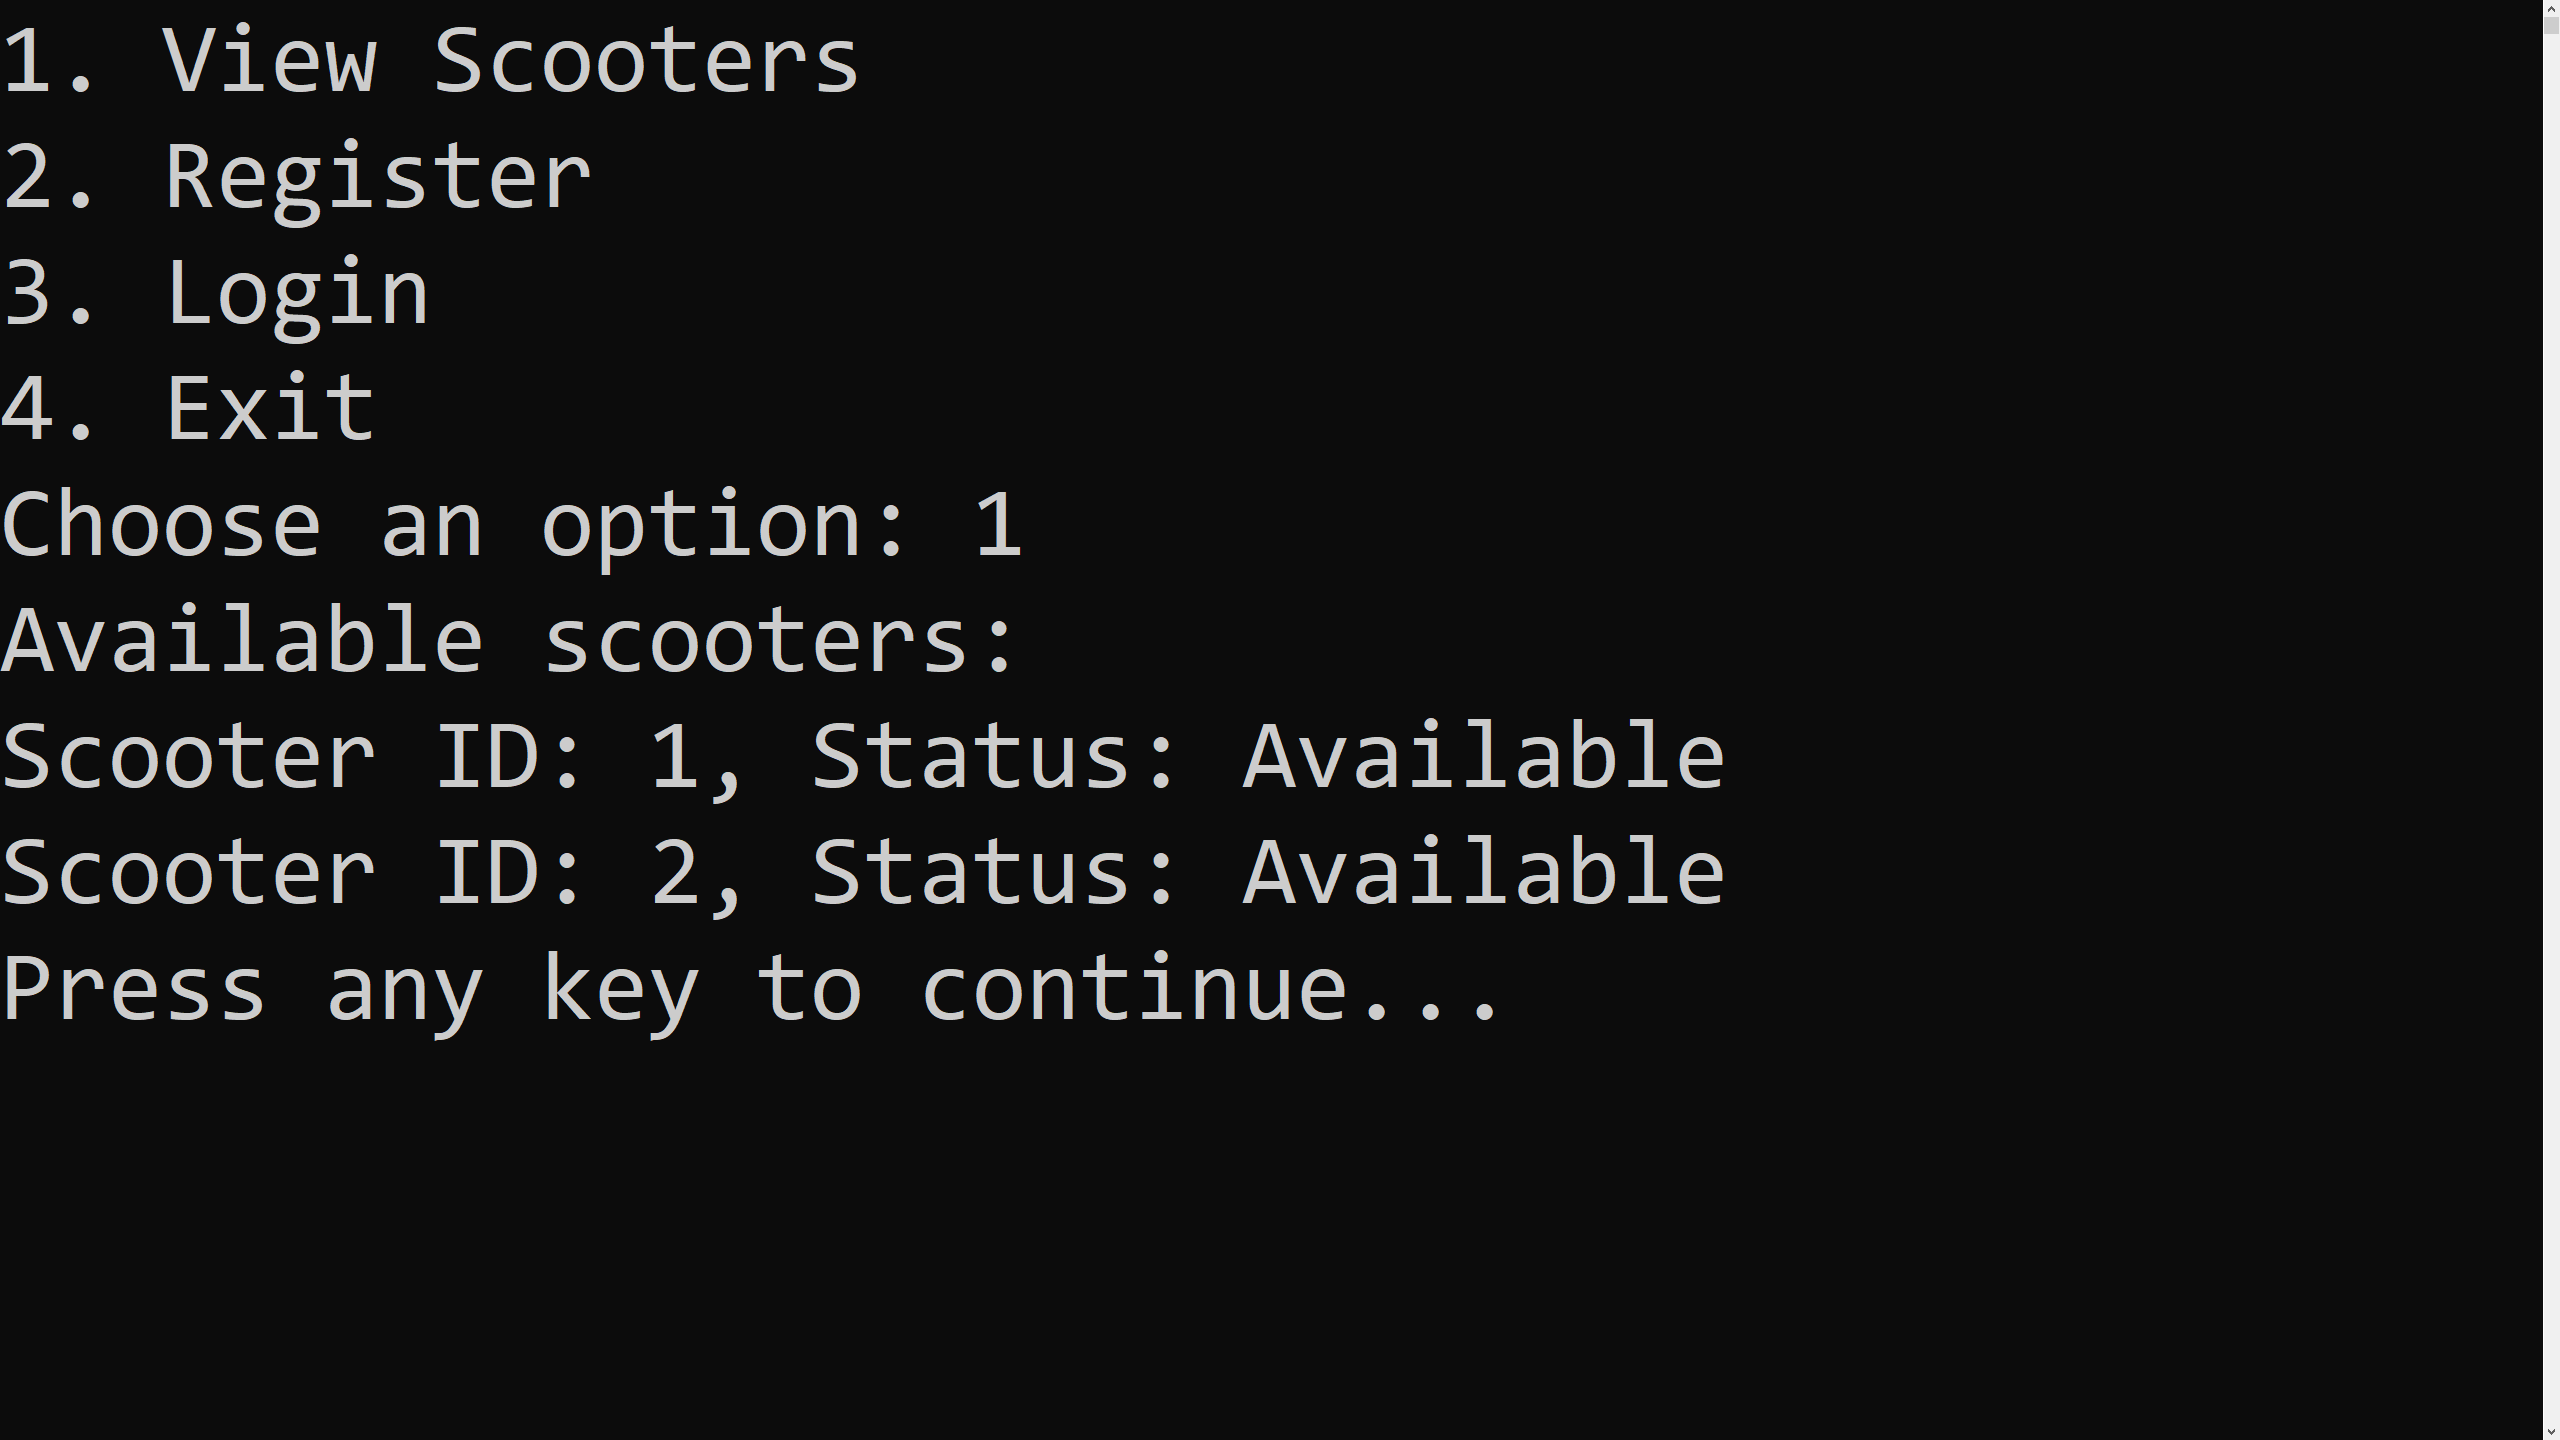 1. View Scooters
2. Register
3. Login
4. Exit
Choose an option: 1
Available scooters:
Scooter ID: 1, Status: Available
Scooter ID: 2, Status: Available
Press any key to continue...